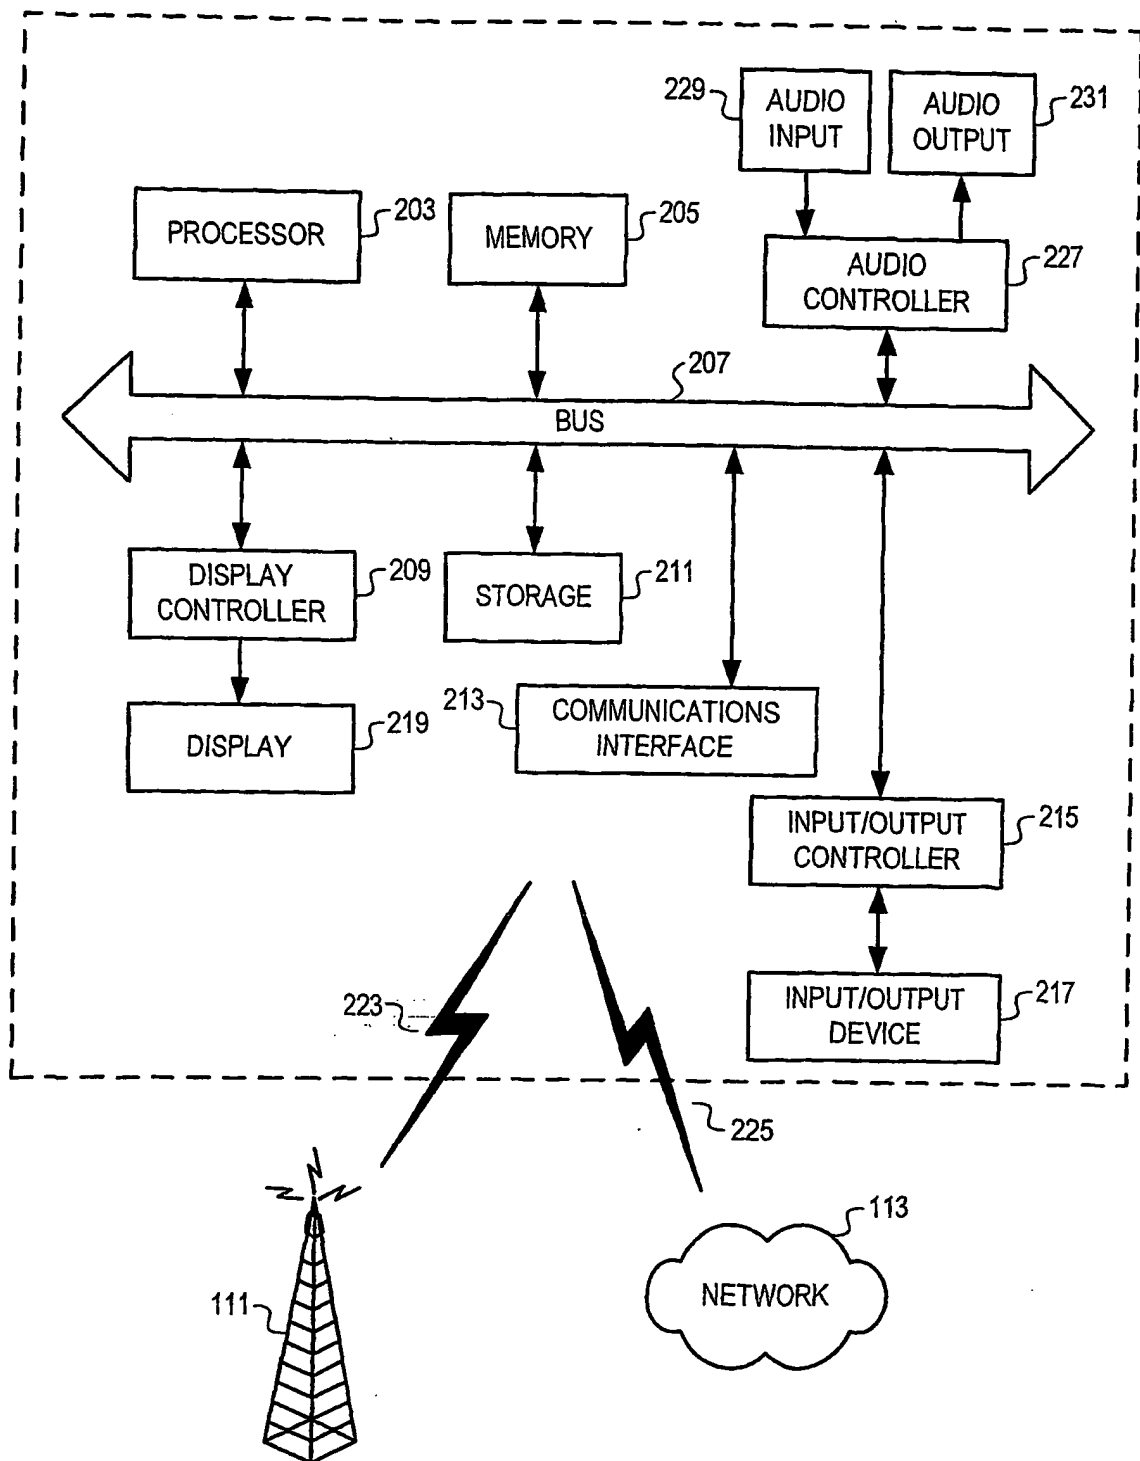 229
AUDIO
INPUT
AUDIO
OUTPUT
231
PROCESSOR
203
MEMORY
205
AUDIO
CONTROLLER
227
207
BUS
DISPLAY
CONTROLLER
209
STORAGE
211
213
COMMUNICATIONS
INTERFACE
DISPLAY
219
INPUT/OUTPUT
CONTROLLER
215
223
INPUT/OUTPUT
DEVICE
217
225
111
113
NETWORK